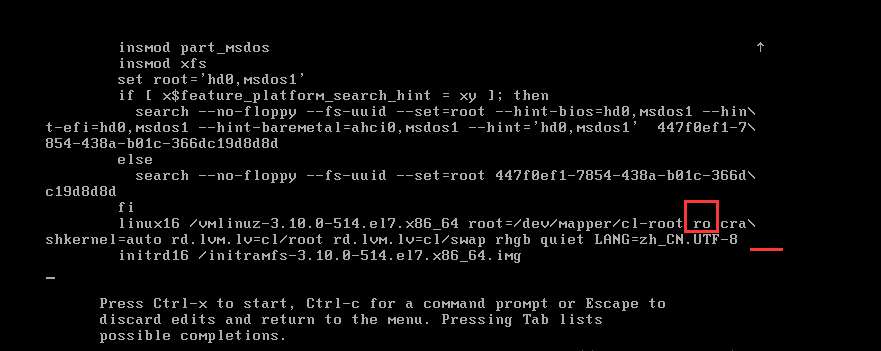 insmod part_msdos
insmod xfs
set root='hd0,msdos1'
if [ x$feature_platform_search_hint = xy ]; then
search --no-floppy --fs-uuid --set=root --hint-bios=hd0,msdos1 --hin\
t-efi=hd0,msdos1 --hint-baremetal=ahci0,msdos1 --hint='hd0,msdos1'  447f0ef1-7\
854-438a-b01c-366dc19d8d8d
else
search --no-floppy --fs-uuid --set=root 447f0ef1-7854-438a-b01c-366d\
c19d8d8d
fi
linux16 /vmlinuz-3.10.0-514.el7.x86_64 root=/dev/mapper/cl-root ro cra\
shkernel=auto rd.lvm.lv=cl/root rd.lvm.lv=cl/swap rhgb quiet LANG=zh_CN.UTF-8
initrd16 /initramfs-3.10.0-514.el7.x86_64.img
Press Ctrl-x to start, Ctrl-c for a command prompt or Escape to
discard edits and return to the menu. Pressing Tab lists
possible completions.